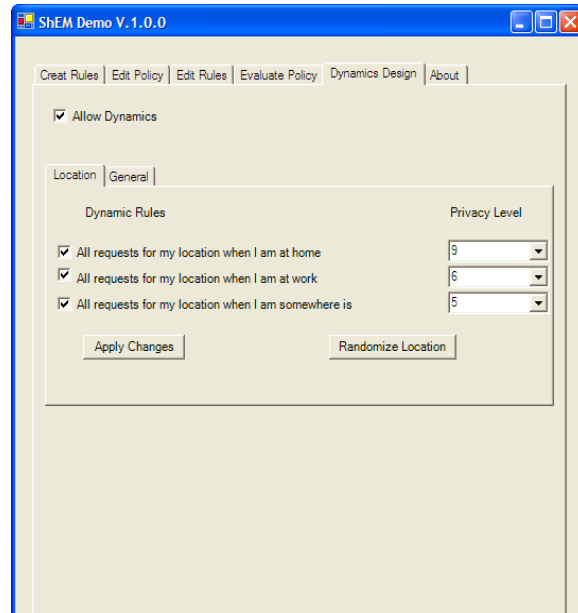 ShEM Demo V.1.0.0
Creat Rules Edit Policy Edit Rules Evaluate Policy Dynamics Design About
Allow Dynamics
Location General
Dynamic Rules Privacy Level
All requests for my location when I am at home 9
All requests for my location when I am at work 6
All requests for my location when I am somewhere is 5
Apply Changes Randomize Location